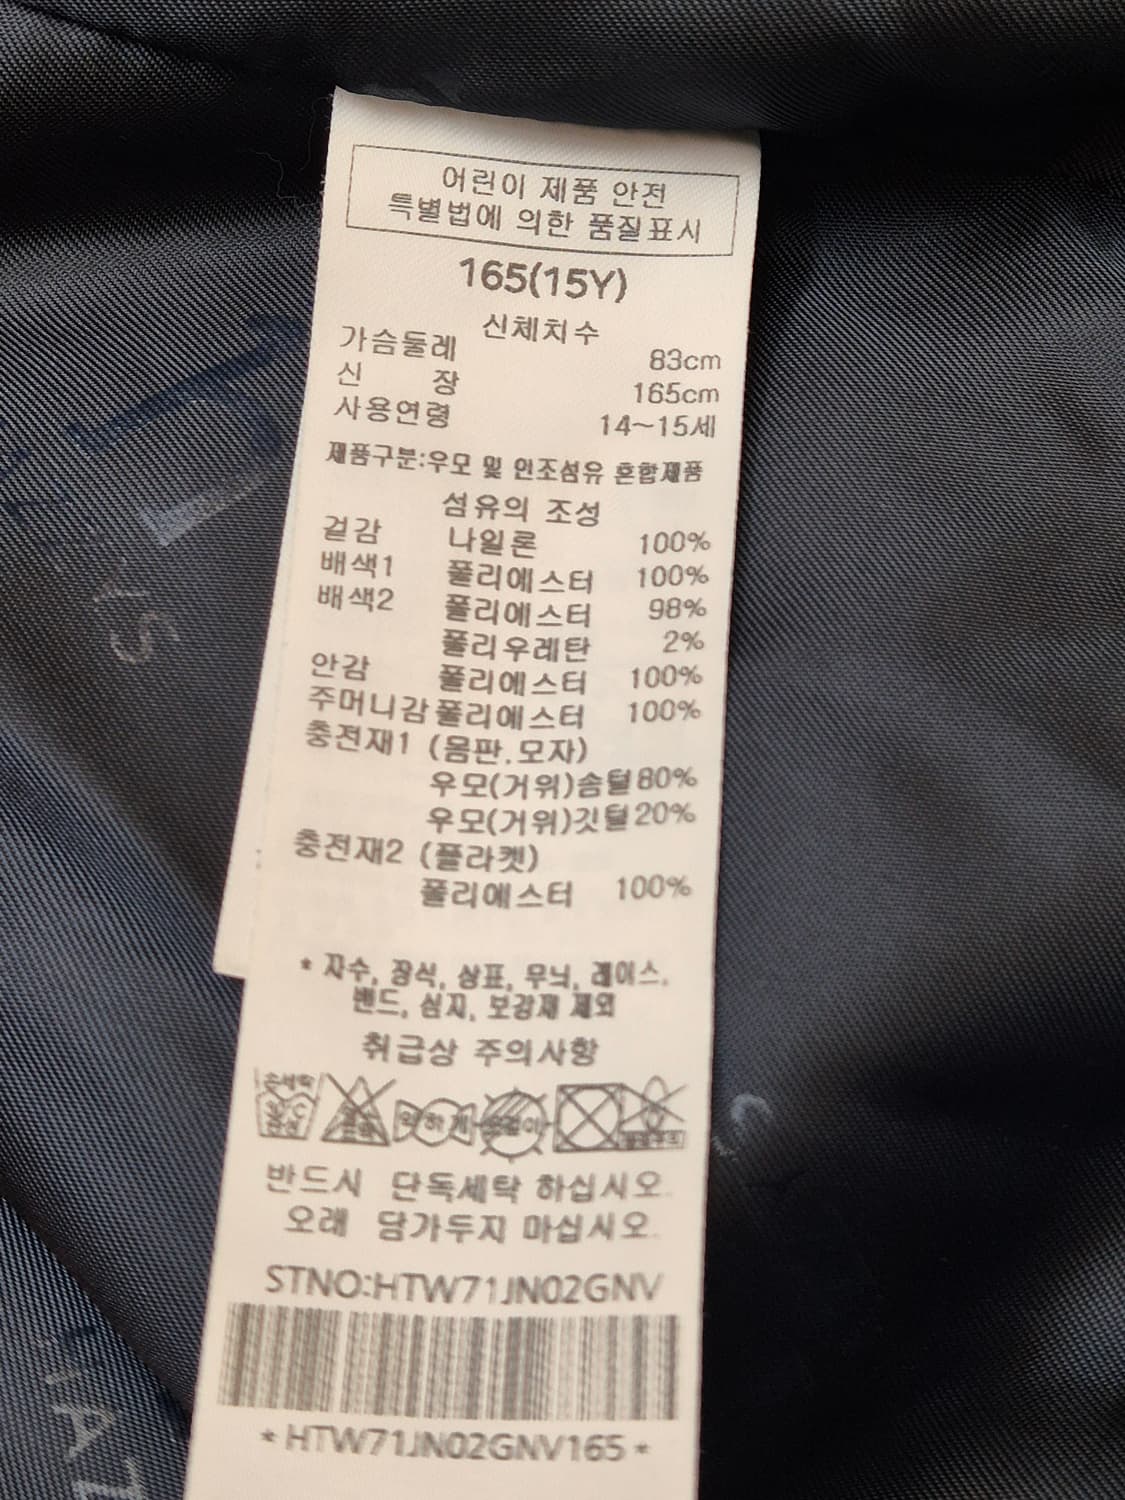 어린이 제품 안전
특별법에 의한 품질표시
165(15Y)
신체치수
가슴둘레 83cm
신 장 165cm
사용연령 14~15세
제품구분:우모 및 인조섬유 혼합제품
섬유의 조성
겉감 나일론 100%
배색1 폴리에스터 100%
배색2 폴리에스터 98%
폴리우레탄 2%
안감 폴리에스터 100%
주머니감 폴리에스터 100%
충전재1 (몸판,모자)
우모(거위)솜털 80%
우모(거위)깃털 20%
충전재2 (플라켓)
폴리에스터 100%
* 자수, 장식, 상표, 무늬, 레이스,
밴드, 심지, 보강재 제외
취급상 주의사항
손세탁
약하게
반드시 단독세탁 하십시오.
오래 담가두지 마십시오.
STNO:HTW71JN02GNV
*HTW71JN02GNV165*